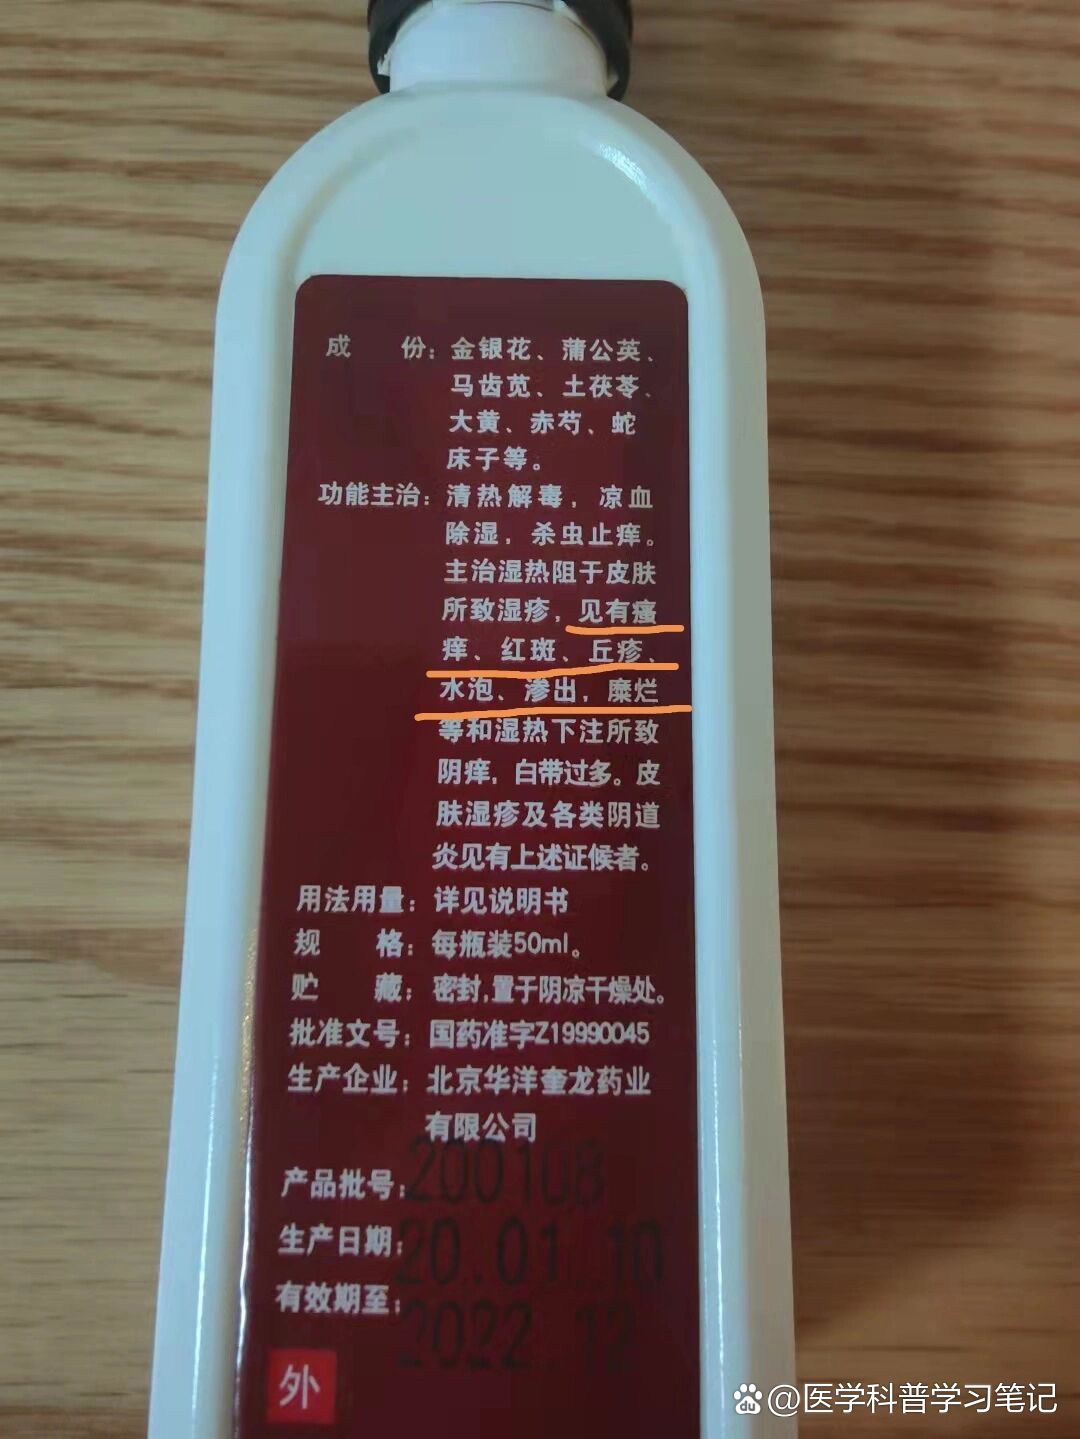 成 份：金银花、蒲公英、
马齿苋、土茯苓、
大黄、赤芍、蛇
床子等。
功能主治：清热解毒，凉血
除湿，杀虫止痒。
主治湿热阻于皮肤
所致湿疹，见有瘙
痒、红斑、丘疹、
水泡、渗出，糜烂
等和湿热下注所致
阴痒，白带过多。皮
肤湿疹及各类阴道
炎见有上述证候者。
用法用量：详见说明书
规 格：每瓶装50ml。
贮 藏：密封,置于阴凉干燥处。
批准文号：国药准字Z19990045
生产企业：北京华洋奎龙药业
有限公司
产品批号：200108
生产日期：20.01.10
有效期至：2022.12
外
@医学科普学习笔记